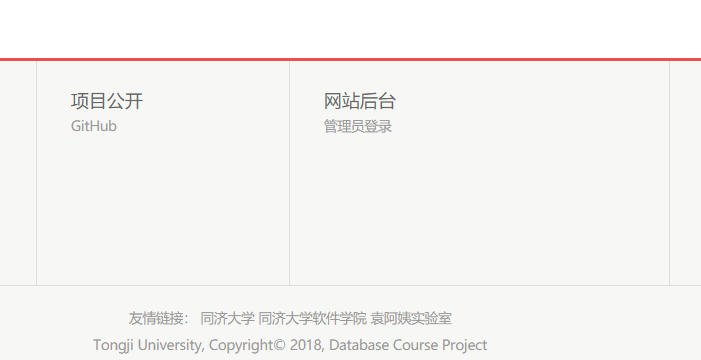 项目公开
GitHub
网站后台
管理员登录
友情链接： 同济大学 同济大学软件学院 袁阿姨实验室
Tongji University, Copyright© 2018, Database Course Project